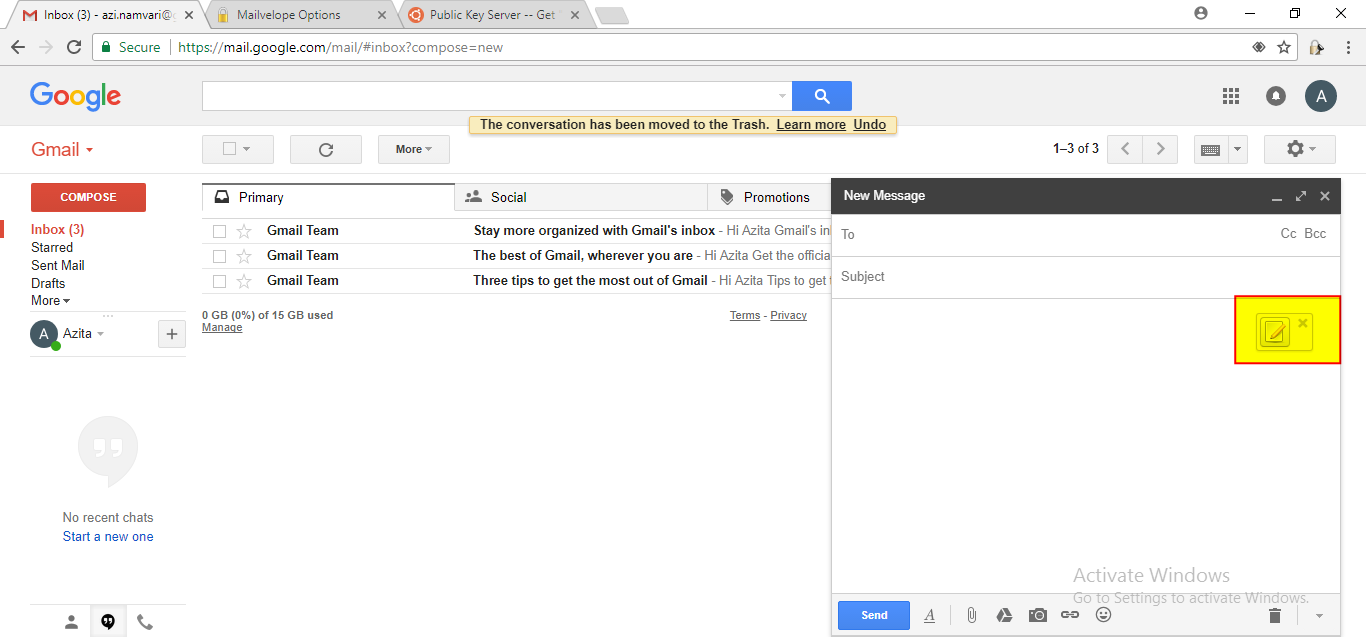 Inbox (3) - azi.namvari@g
Mailvelope Options
Public Key Server -- Get
Secure
https://mail.google.com/mail/#inbox?compose=new
Google
A
The conversation has been moved to the Trash. Learn more Undo
Gmail
More
1–3 of 3
COMPOSE
Primary
Social
Promotions
New Message
Inbox (3)
Starred
Sent Mail
Drafts
More
Gmail Team Stay more organized with Gmail's inbox - Hi Azita Gmail's in
Gmail Team The best of Gmail, wherever you are - Hi Azita Get the officia
Gmail Team Three tips to get the most out of Gmail - Hi Azita Tips to get
To
Cc Bcc
Subject
0 GB (0%) of 15 GB used
Manage
Terms - Privacy
A Azita
No recent chats
Start a new one
Activate Windows
Go to Settings to activate Windows.
Send
A